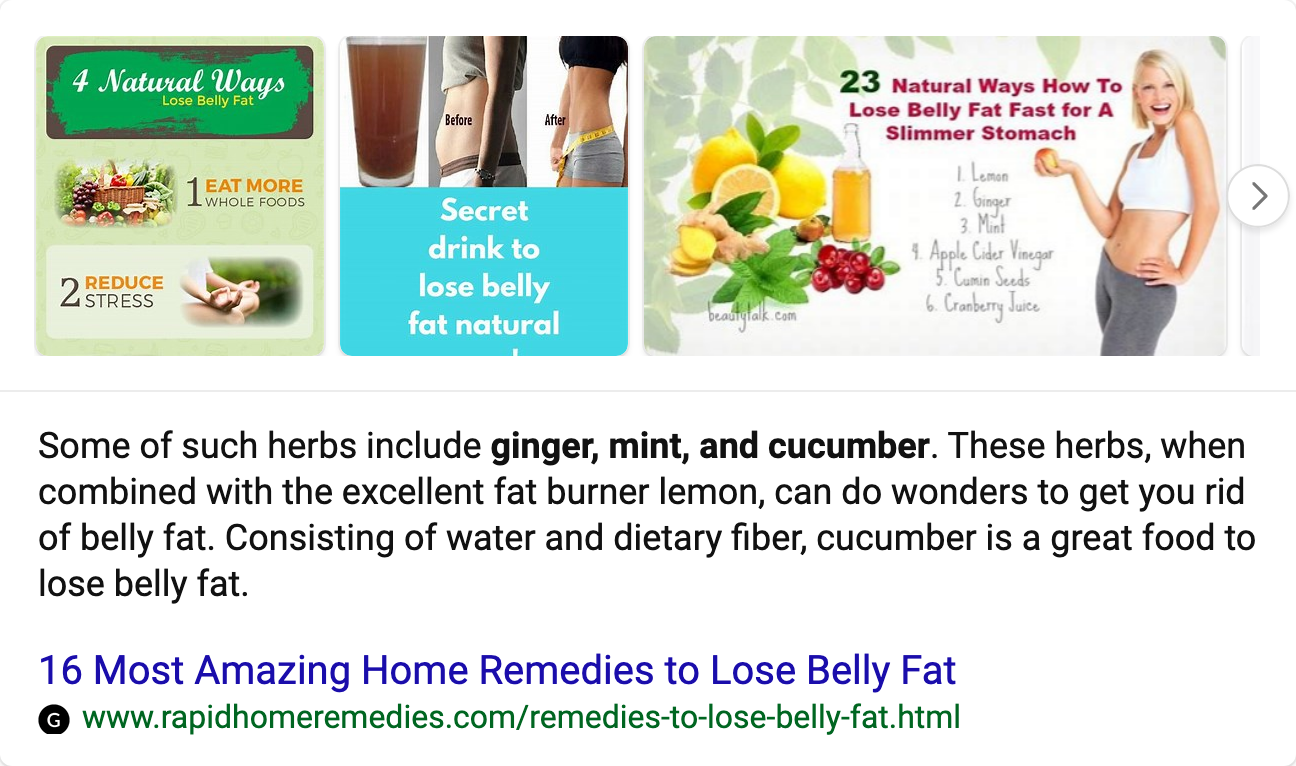 4 Natural Ways
Lose Belly Fat
1 EAT MORE
WHOLE FOODS
2 REDUCE
STRESS
Before
After
Secret
drink to
lose belly
fat natural
23 Natural Ways How To
Lose Belly Fat Fast for A
Slimmer Stomach
1. Lemon
2. Ginger
3. Mint
4. Apple Cider Vinegar
5. Cumin Seeds
6. Cranberry Juice
beautytalk.com
Some of such herbs include ginger, mint, and cucumber. These herbs, when
combined with the excellent fat burner lemon, can do wonders to get you rid
of belly fat. Consisting of water and dietary fiber, cucumber is a great food to
lose belly fat.
16 Most Amazing Home Remedies to Lose Belly Fat
G www.rapidhomeremedies.com/remedies-to-lose-belly-fat.html